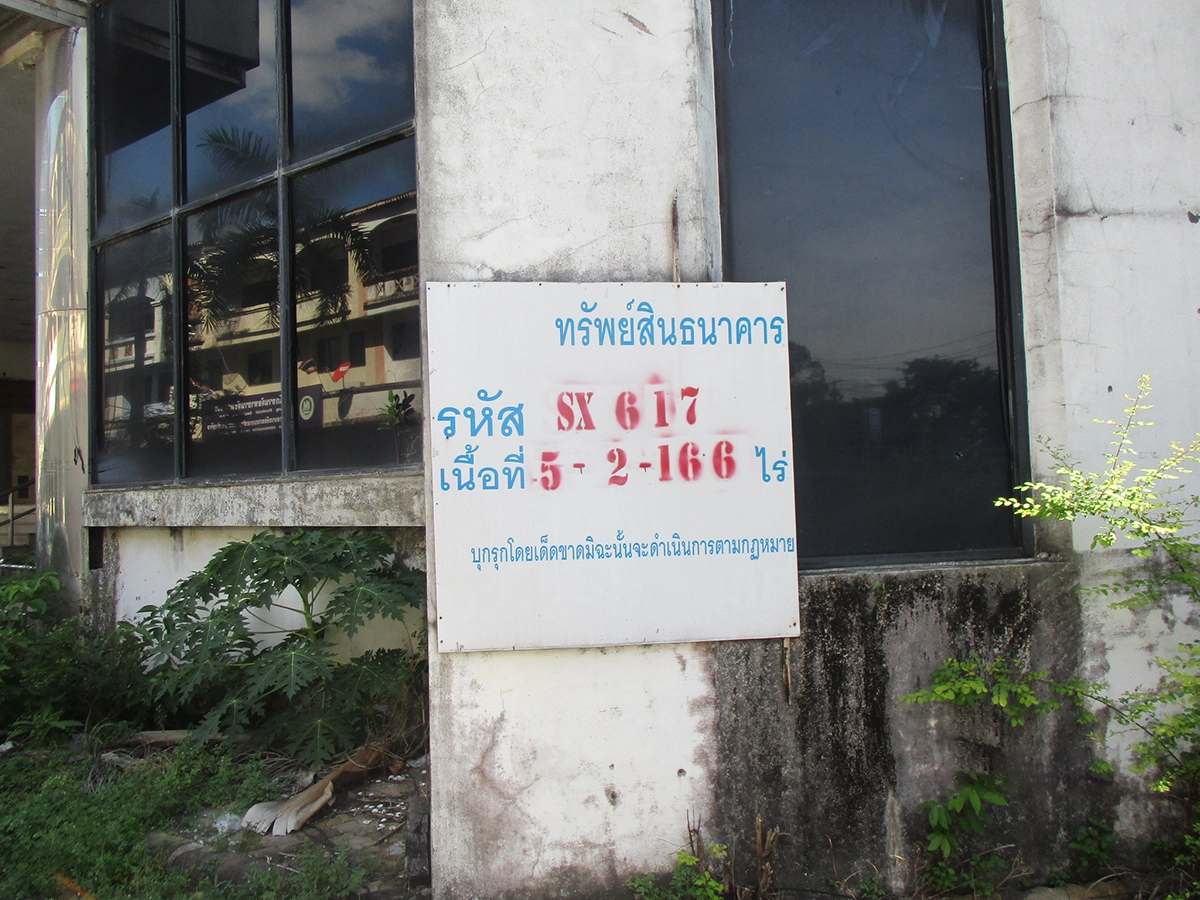 ทรัพย์สินธนาคาร
รหัส SX 617
เนื้อที่ 5-2-166 ไร่
บุกรุกโดยเด็ดขาดมิฉะนั้นจะดำเนินการตามกฏหมาย